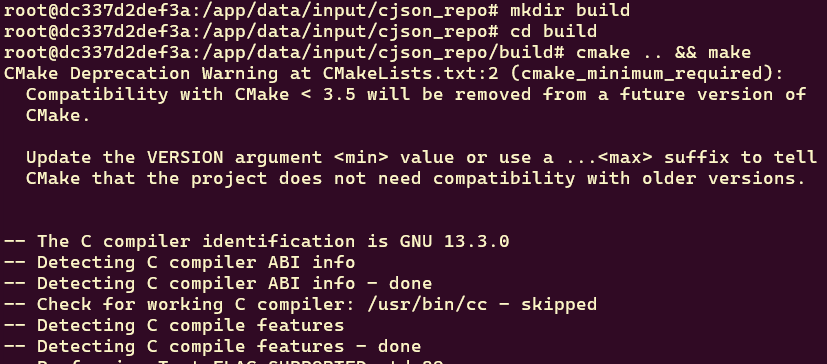 root@dc337d2def3a:/app/data/input/cjson_repo# mkdir build
root@dc337d2def3a:/app/data/input/cjson_repo# cd build
root@dc337d2def3a:/app/data/input/cjson_repo/build# cmake .. && make
CMake Deprecation Warning at CMakeLists.txt:2 (cmake_minimum_required):
  Compatibility with CMake < 3.5 will be removed from a future version of
  CMake.

  Update the VERSION argument <min> value or use a ...<max> suffix to tell
  CMake that the project does not need compatibility with older versions.


-- The C compiler identification is GNU 13.3.0
-- Detecting C compiler ABI info
-- Detecting C compiler ABI info - done
-- Check for working C compiler: /usr/bin/cc - skipped
-- Detecting C compile features
-- Detecting C compile features - done